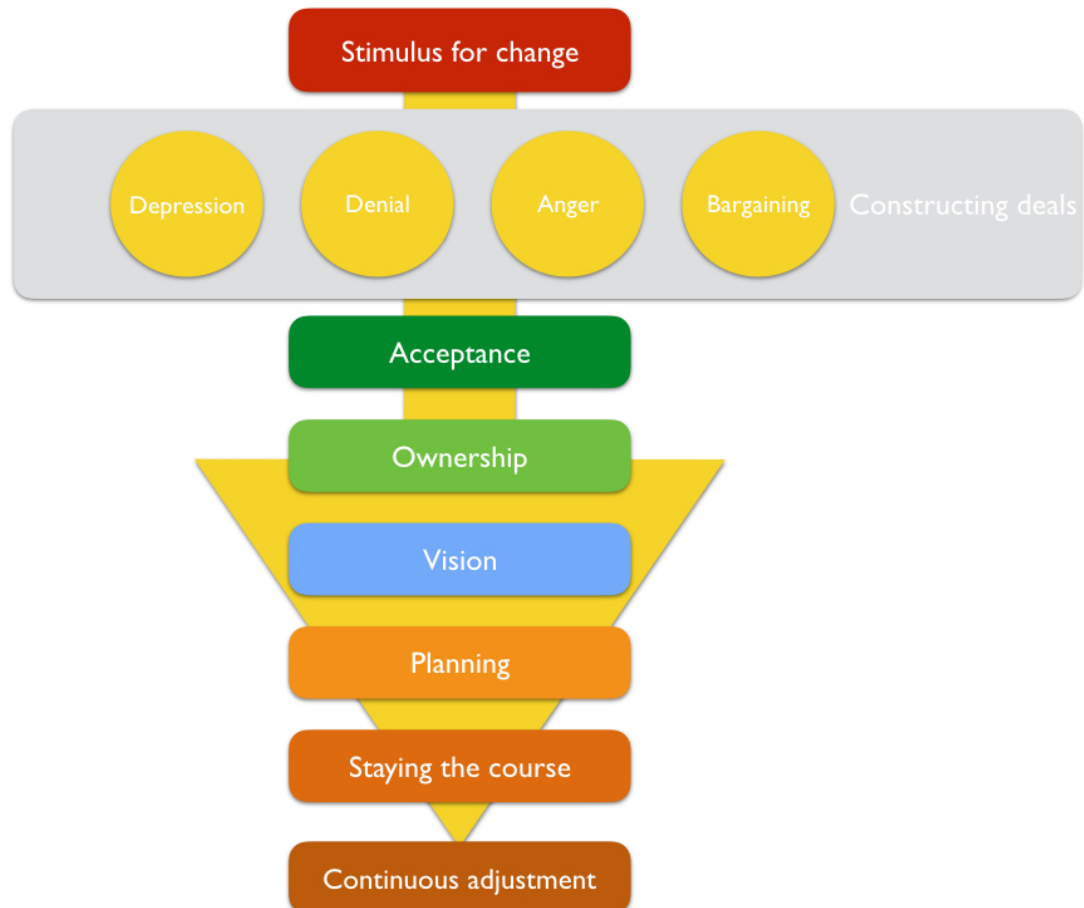 Stimulus for change
Depression
Denial
Anger
Bargaining
Constructing deals
Acceptance
Ownership
Vision
Planning
Staying the course
Continuous adjustment